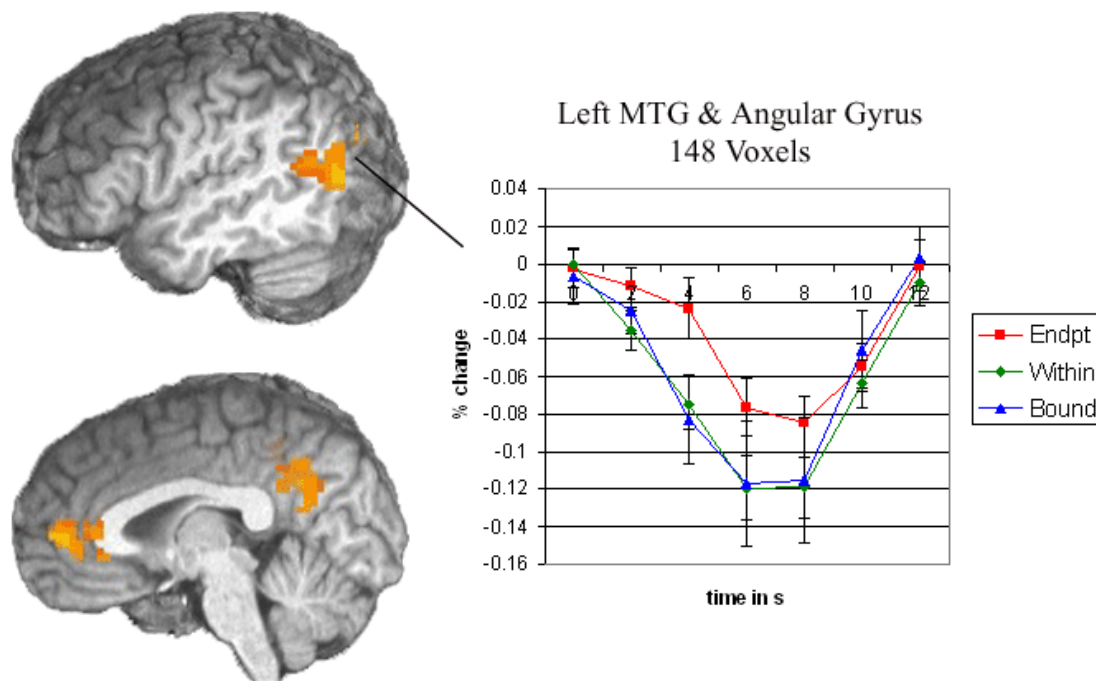 Left MTG & Angular Gyrus
148 Voxels
0.04
0.02
0
-0.02
-0.04
-0.06
-0.08
-0.1
-0.12
-0.14
-0.16
0 2 4 6 8 10 12
% change
time in s
Endpt
Within
Bound